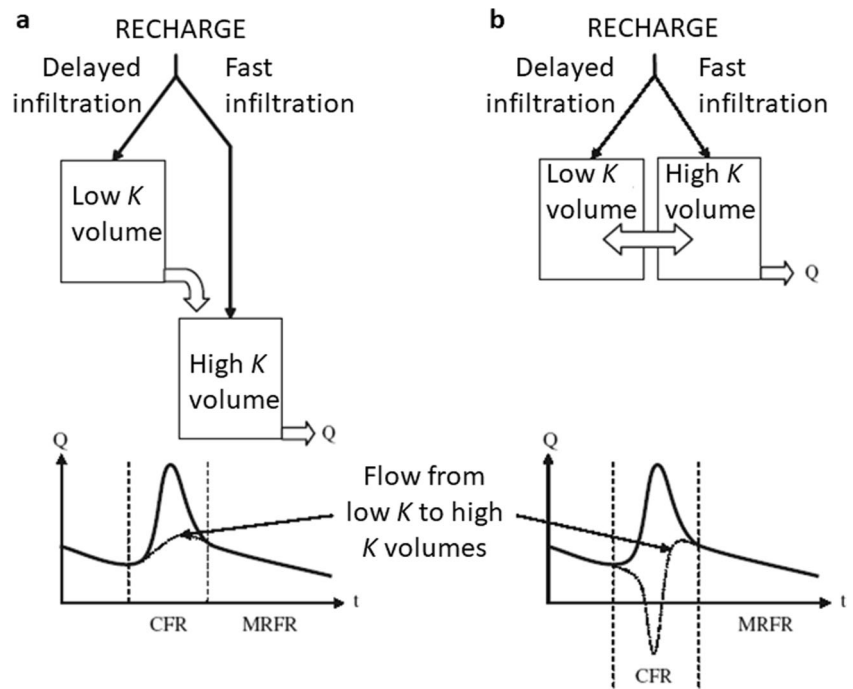 a
RECHARGE
Delayed
infiltration
Fast
infiltration
Low K
volume
High K
volume
Q
Q
t
CFR
MRFR
Flow from
low K to high
K volumes
b
RECHARGE
Delayed
infiltration
Fast
infiltration
Low K
volume
High K
volume
Q
Q
t
CFR
MRFR